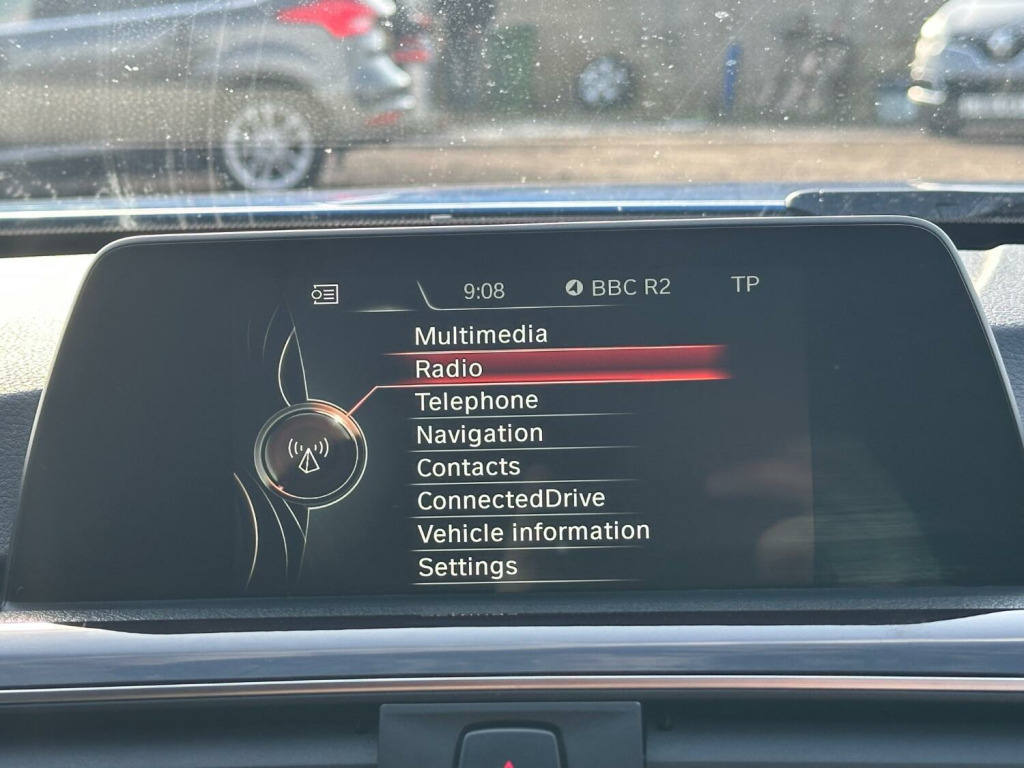 9:08 BBC R2 TP
Multimedia
Radio
Telephone
Navigation
Contacts
ConnectedDrive
Vehicle information
Settings